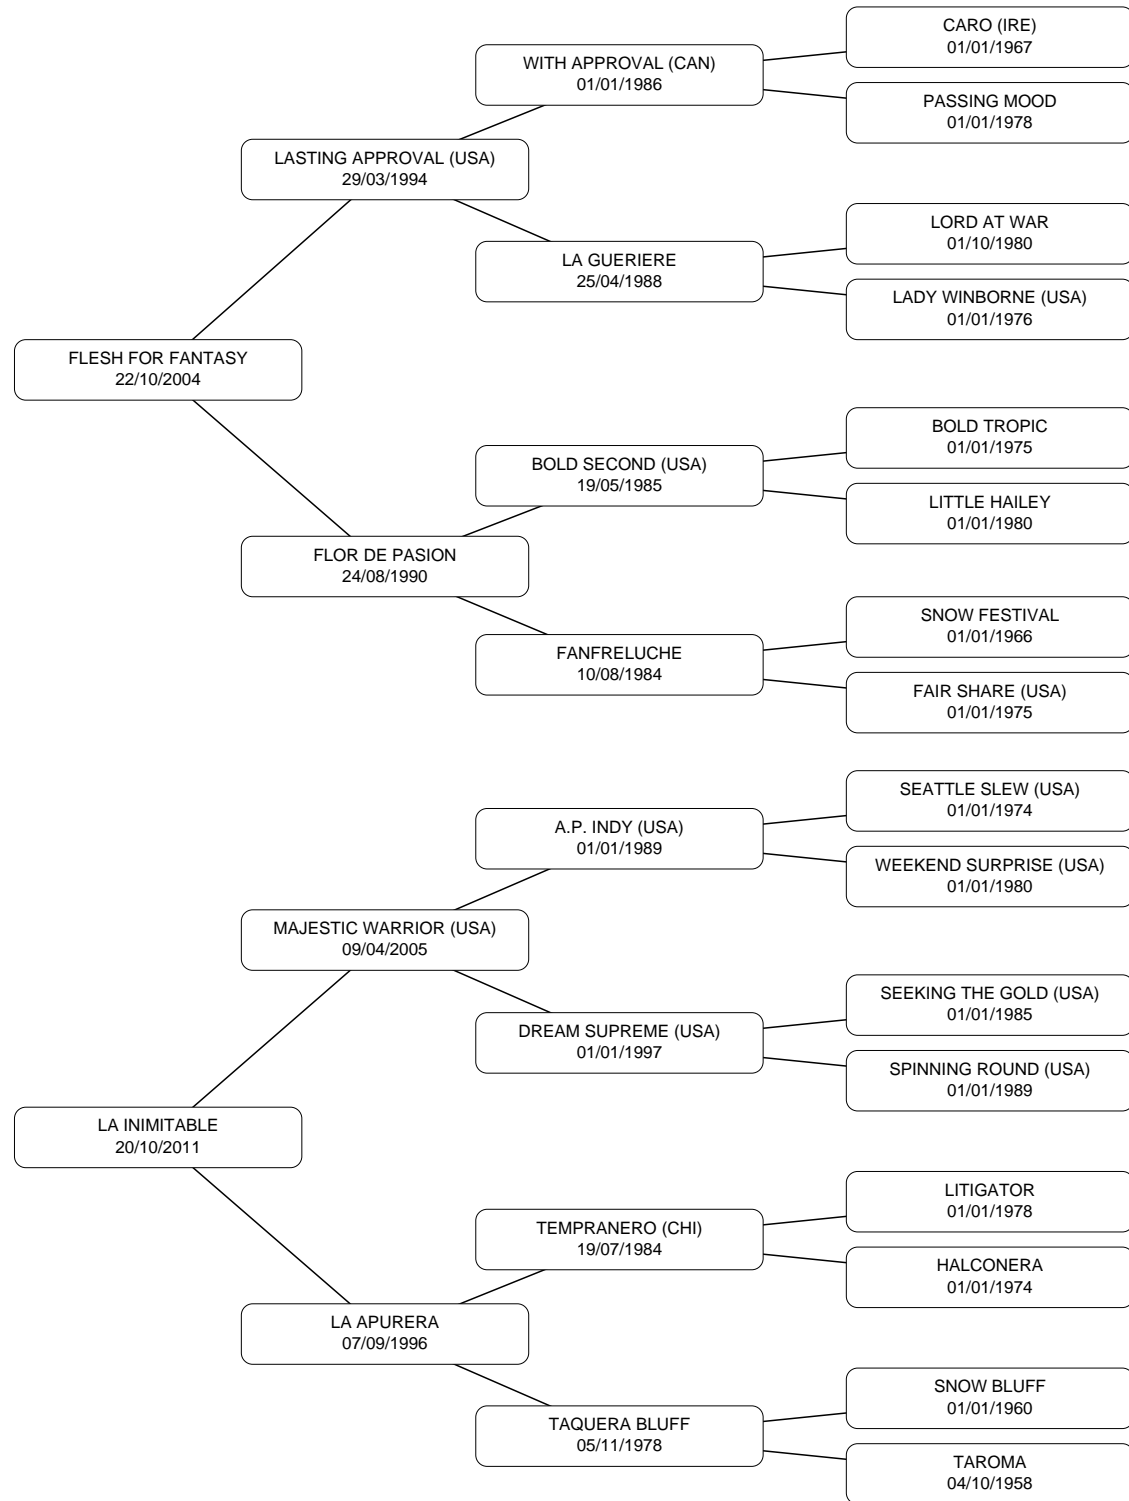 CARO (IRE)
01/01/1967
WITH APPROVAL (CAN)
01/01/1986
PASSING MOOD
01/01/1978
LASTING APPROVAL (USA)
29/03/1994
LORD AT WAR
01/10/1980
LA GUERIERE
25/04/1988
LADY WINBORNE (USA)
01/01/1976
FLESH FOR FANTASY
22/10/2004
BOLD TROPIC
01/01/1975
BOLD SECOND (USA)
19/05/1985
LITTLE HAILEY
01/01/1980
FLOR DE PASION
24/08/1990
SNOW FESTIVAL
01/01/1966
FANFRELUCHE
10/08/1984
FAIR SHARE (USA)
01/01/1975
SEATTLE SLEW (USA)
01/01/1974
A.P. INDY (USA)
01/01/1989
WEEKEND SURPRISE (USA)
01/01/1980
MAJESTIC WARRIOR (USA)
09/04/2005
SEEKING THE GOLD (USA)
01/01/1985
DREAM SUPREME (USA)
01/01/1997
SPINNING ROUND (USA)
01/01/1989
LA INIMITABLE
20/10/2011
LITIGATOR
01/01/1978
TEMPRANERO (CHI)
19/07/1984
HALCONERA
01/01/1974
LA APURERA
07/09/1996
SNOW BLUFF
01/01/1960
TAQUERA BLUFF
05/11/1978
TAROMA
04/10/1958